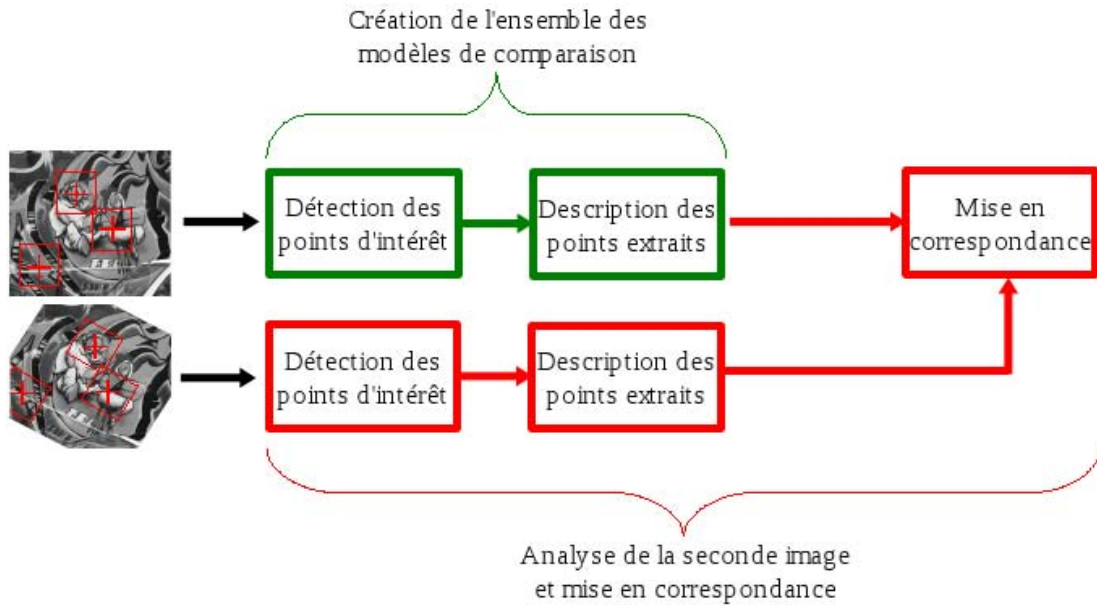 Création de l'ensemble des
modèles de comparaison
Détection des
points d'intérêt
Description des
points extraits
Mise en
correspondance
Détection des
points d'intérêt
Description des
points extraits
Analyse de la seconde image
et mise en correspondance